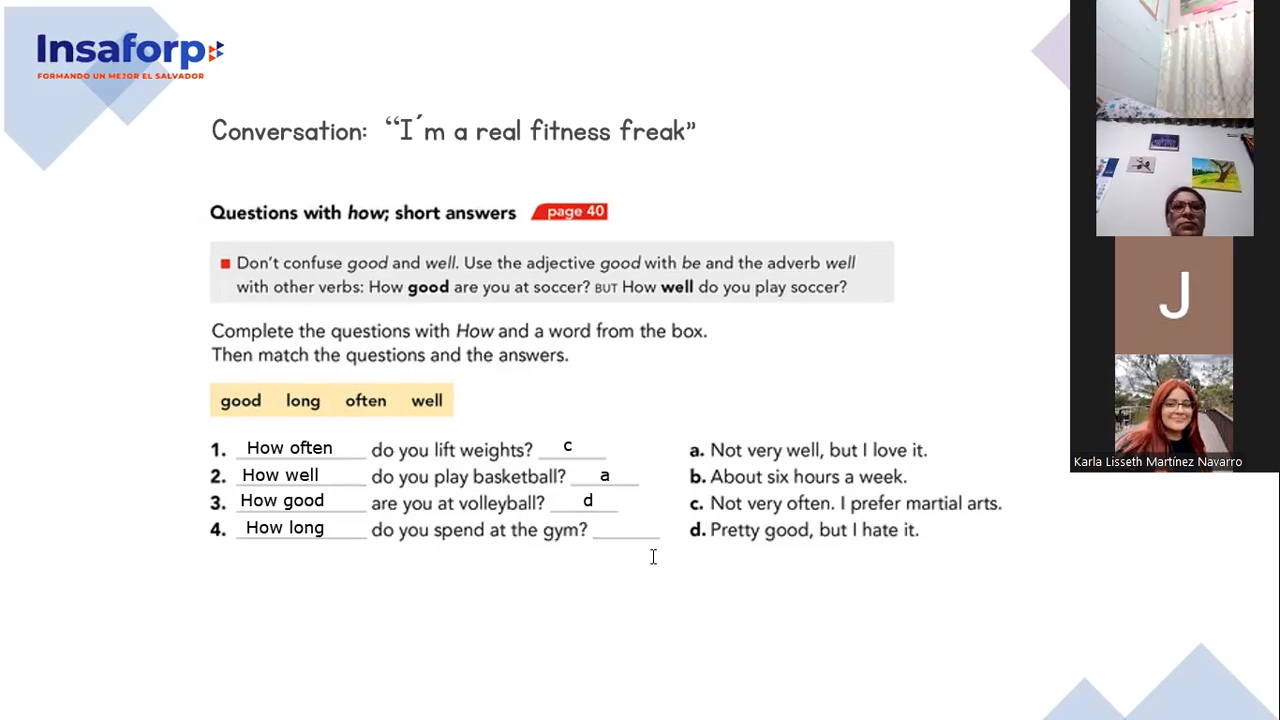 Insaforp
FORMANDO UN MEJOR EL SALVADOR
Conversation: “I´m a real fitness freak”
Questions with how; short answers page 40
Don't confuse good and well. Use the adjective good with be and the adverb well
with other verbs: How good are you at soccer? BUT How well do you play soccer?
Complete the questions with How and a word from the box.
Then match the questions and the answers.
good long often well
1. How often do you lift weights? c
2. How well do you play basketball? a
3. How good are you at volleyball? d
4. How long do you spend at the gym?
a. Not very well, but I love it.
b. About six hours a week.
c. Not very often. I prefer martial arts.
d. Pretty good, but I hate it.
J
Karla Lisseth Martínez Navarro